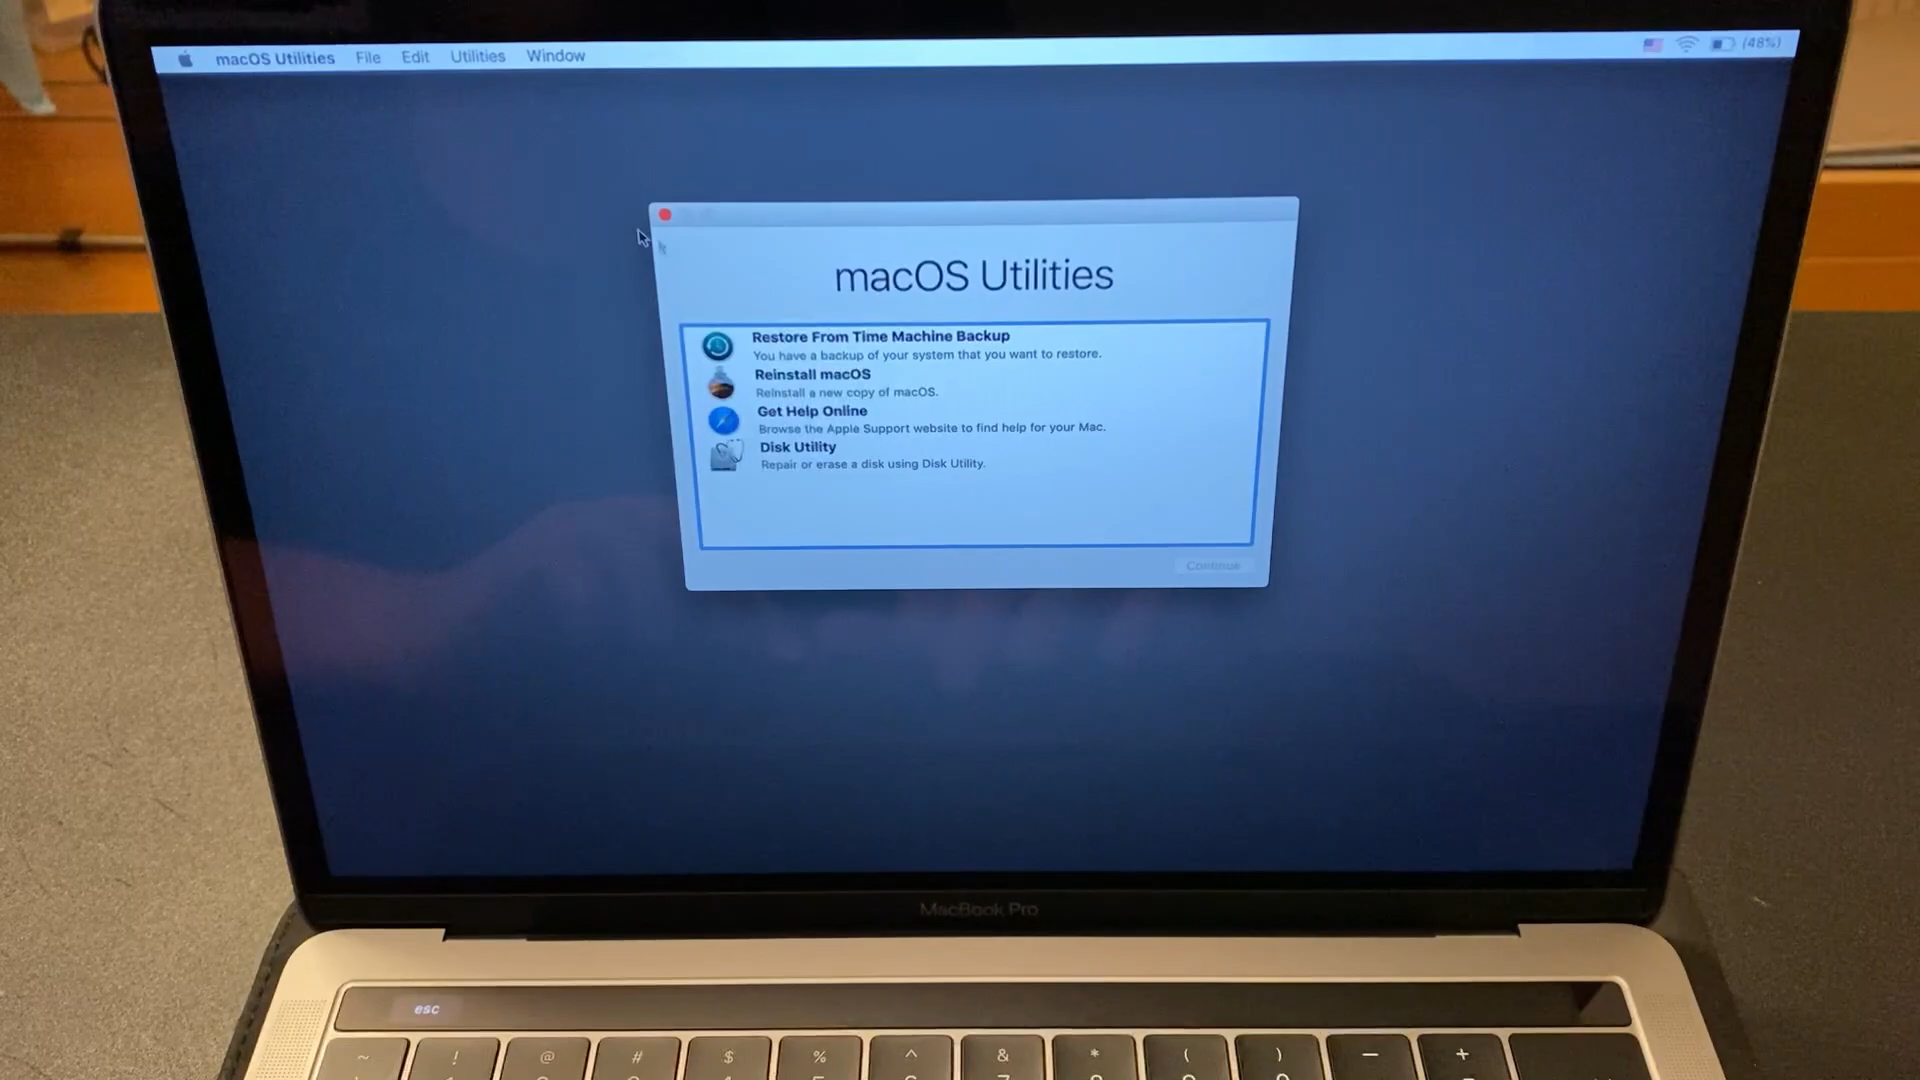 macOS Utilities File Edit Utilities Window (48%)
macOS Utilities
Restore From Time Machine Backup
You have a backup of your system that you want to restore.
Reinstall macOS
Reinstall a new copy of macOS.
Get Help Online
Browse the Apple Support website to find help for your Mac.
Disk Utility
Repair or erase a disk using Disk Utility.
Continue
MacBook Pro
esc
~ ! @ # $ % ^ & * ( ) — +